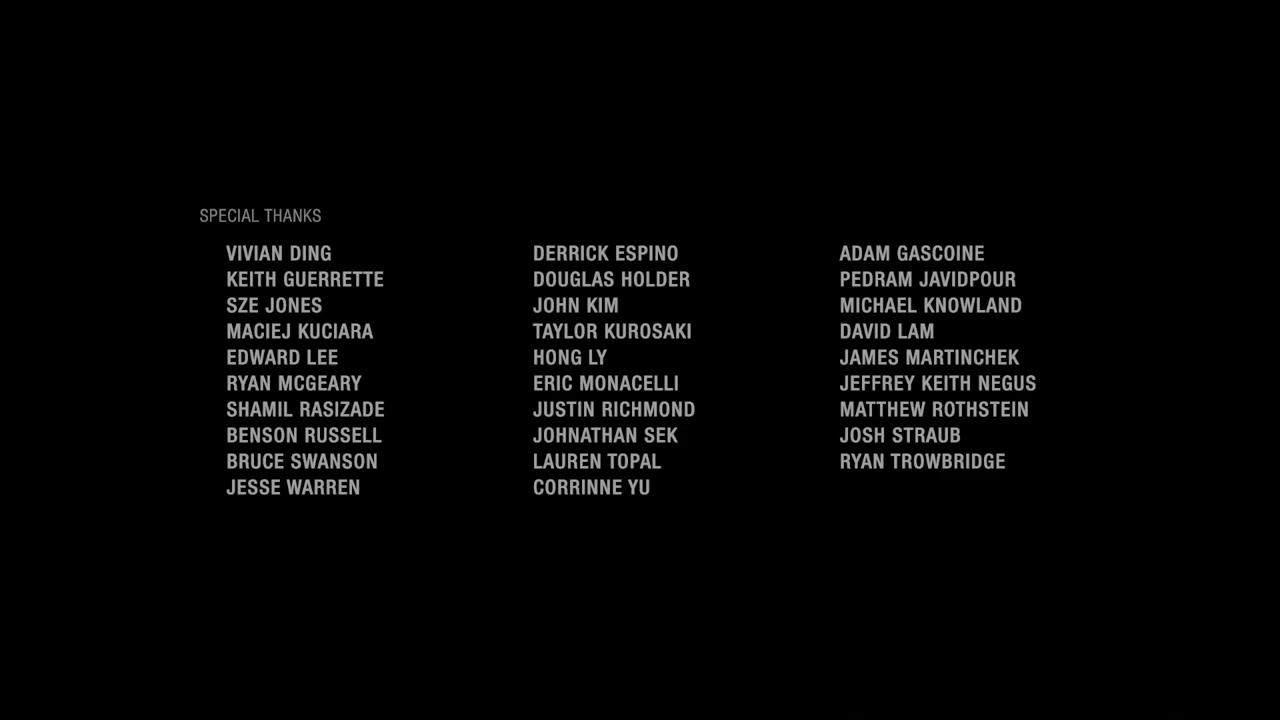 SPECIAL THANKS
VIVIAN DING
KEITH GUERRETTE
SZE JONES
MACIEJ KUCIARA
EDWARD LEE
RYAN MCGEARY
SHAMIL RASIZADE
BENSON RUSSELL
BRUCE SWANSON
JESSE WARREN
DERRICK ESPINO
DOUGLAS HOLDER
JOHN KIM
TAYLOR KUROSAKI
HONG LY
ERIC MONACELLI
JUSTIN RICHMOND
JOHNATHAN SEK
LAUREN TOPAL
CORRINNE YU
ADAM GASCOINE
PEDRAM JAVIDPOUR
MICHAEL KNOWLAND
DAVID LAM
JAMES MARTINCHEK
JEFFREY KEITH NEGUS
MATTHEW ROTHSTEIN
JOSH STRAUB
RYAN TROWBRIDGE